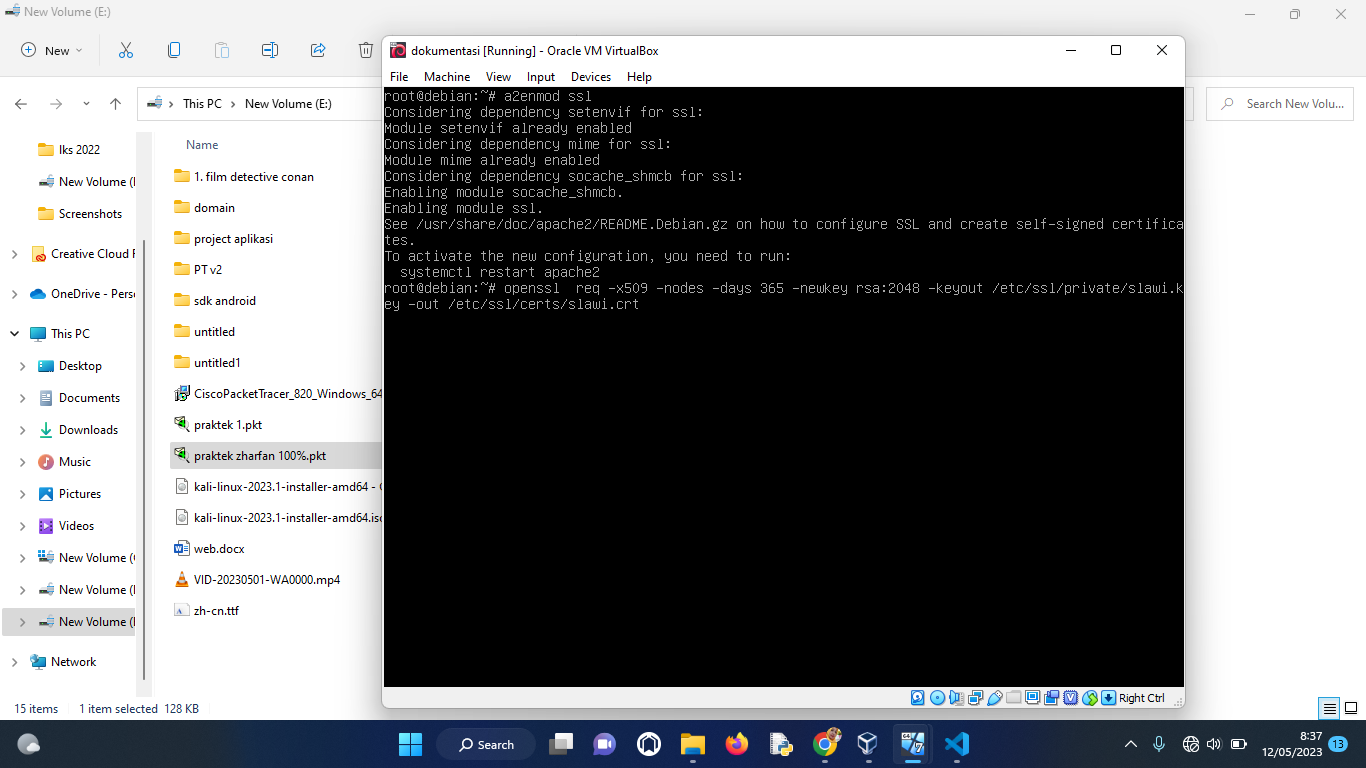 New Volume (E:)
New
This PC > New Volume (E:)
Search New Volu...
Iks 2022
New Volume (
Screenshots
Creative Cloud F
OneDrive - Perso
This PC
Desktop
Documents
Downloads
Music
Pictures
Videos
New Volume (
New Volume (
New Volume (
Network
Name
1. film detective conan
domain
project aplikasi
PT v2
sdk android
untitled
untitled1
CiscoPacketTracer_820_Windows_64
praktek 1.pkt
praktek zharfan 100%.pkt
kali-linux-2023.1-installer-amd64 -
kali-linux-2023.1-installer-amd64.iso
web.docx
VID-20230501-WA0000.mp4
zh-cn.ttf
15 items 1 item selected 128 KB
dokumentasi [Running] - Oracle VM VirtualBox
File Machine View Input Devices Help
root@debian:~# a2enmod ssl
Considering dependency setenvif for ssl:
Module setenvif already enabled
Considering dependency mime for ssl:
Module mime already enabled
Considering dependency socache_shmcb for ssl:
Enabling module socache_shmcb.
Enabling module ssl.
See /usr/share/doc/apache2/README.Debian.gz on how to configure SSL and create self-signed certifica
tes.
To activate the new configuration, you need to run:
  systemctl restart apache2
root@debian:~# openssl  req -x509 -nodes -days 365 -newkey rsa:2048 -keyout /etc/ssl/private/slawi.k
ey -out /etc/ssl/certs/slawi.crt
Right Ctrl
Search
8:37
12/05/2023
13